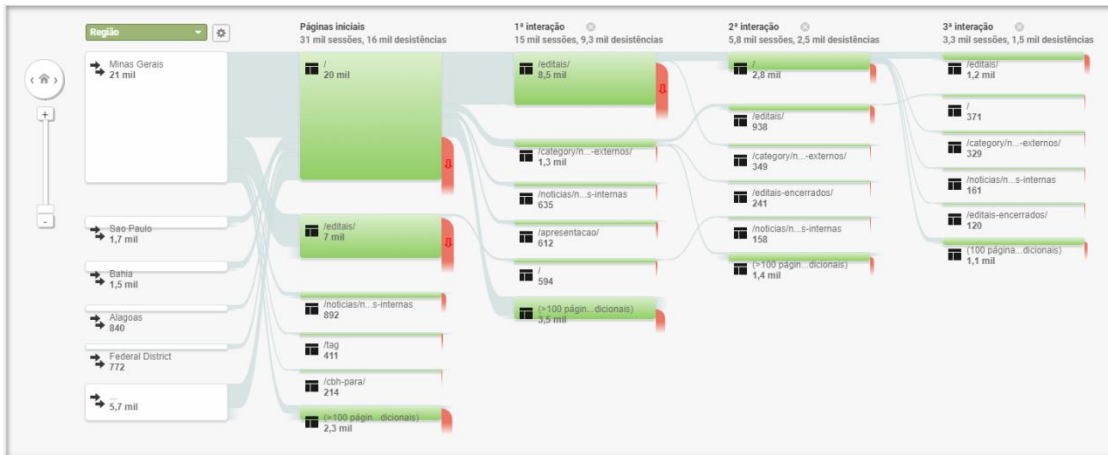 Região
Minas Gerais
21 mil
Sao Paulo
1,7 mil
Bahia
1,5 mil
Alagoas
840
Federal District
772
...
5,7 mil
Páginas iniciais
31 mil sessões, 16 mil desistências
/
20 mil
/editais/
7 mil
/noticias/n...s-internas
892
/tag
411
/cbh-para/
214
(>100 págin...dicionais)
2,3 mil
1ª interação
15 mil sessões, 9,3 mil desistências
/editais/
8,5 mil
/category/n...-externos/
1,3 mil
/noticias/n...s-internas
635
/apresentacao/
612
/
594
(>100 págin...dicionais)
3,5 mil
2ª interação
5,8 mil sessões, 2,5 mil desistências
/
2,8 mil
/editais/
938
/category/n...-externos/
349
/editais-encerrados/
241
/noticias/n...s-internas
158
(>100 págin...dicionais)
1,4 mil
3ª interação
3,3 mil sessões, 1,5 mil desistências
/editais/
1,2 mil
/
371
/category/n...-externos/
329
/noticias/n...s-internas
161
/editais-encerrados/
120
(100 página...dicionais)
1,1 mil